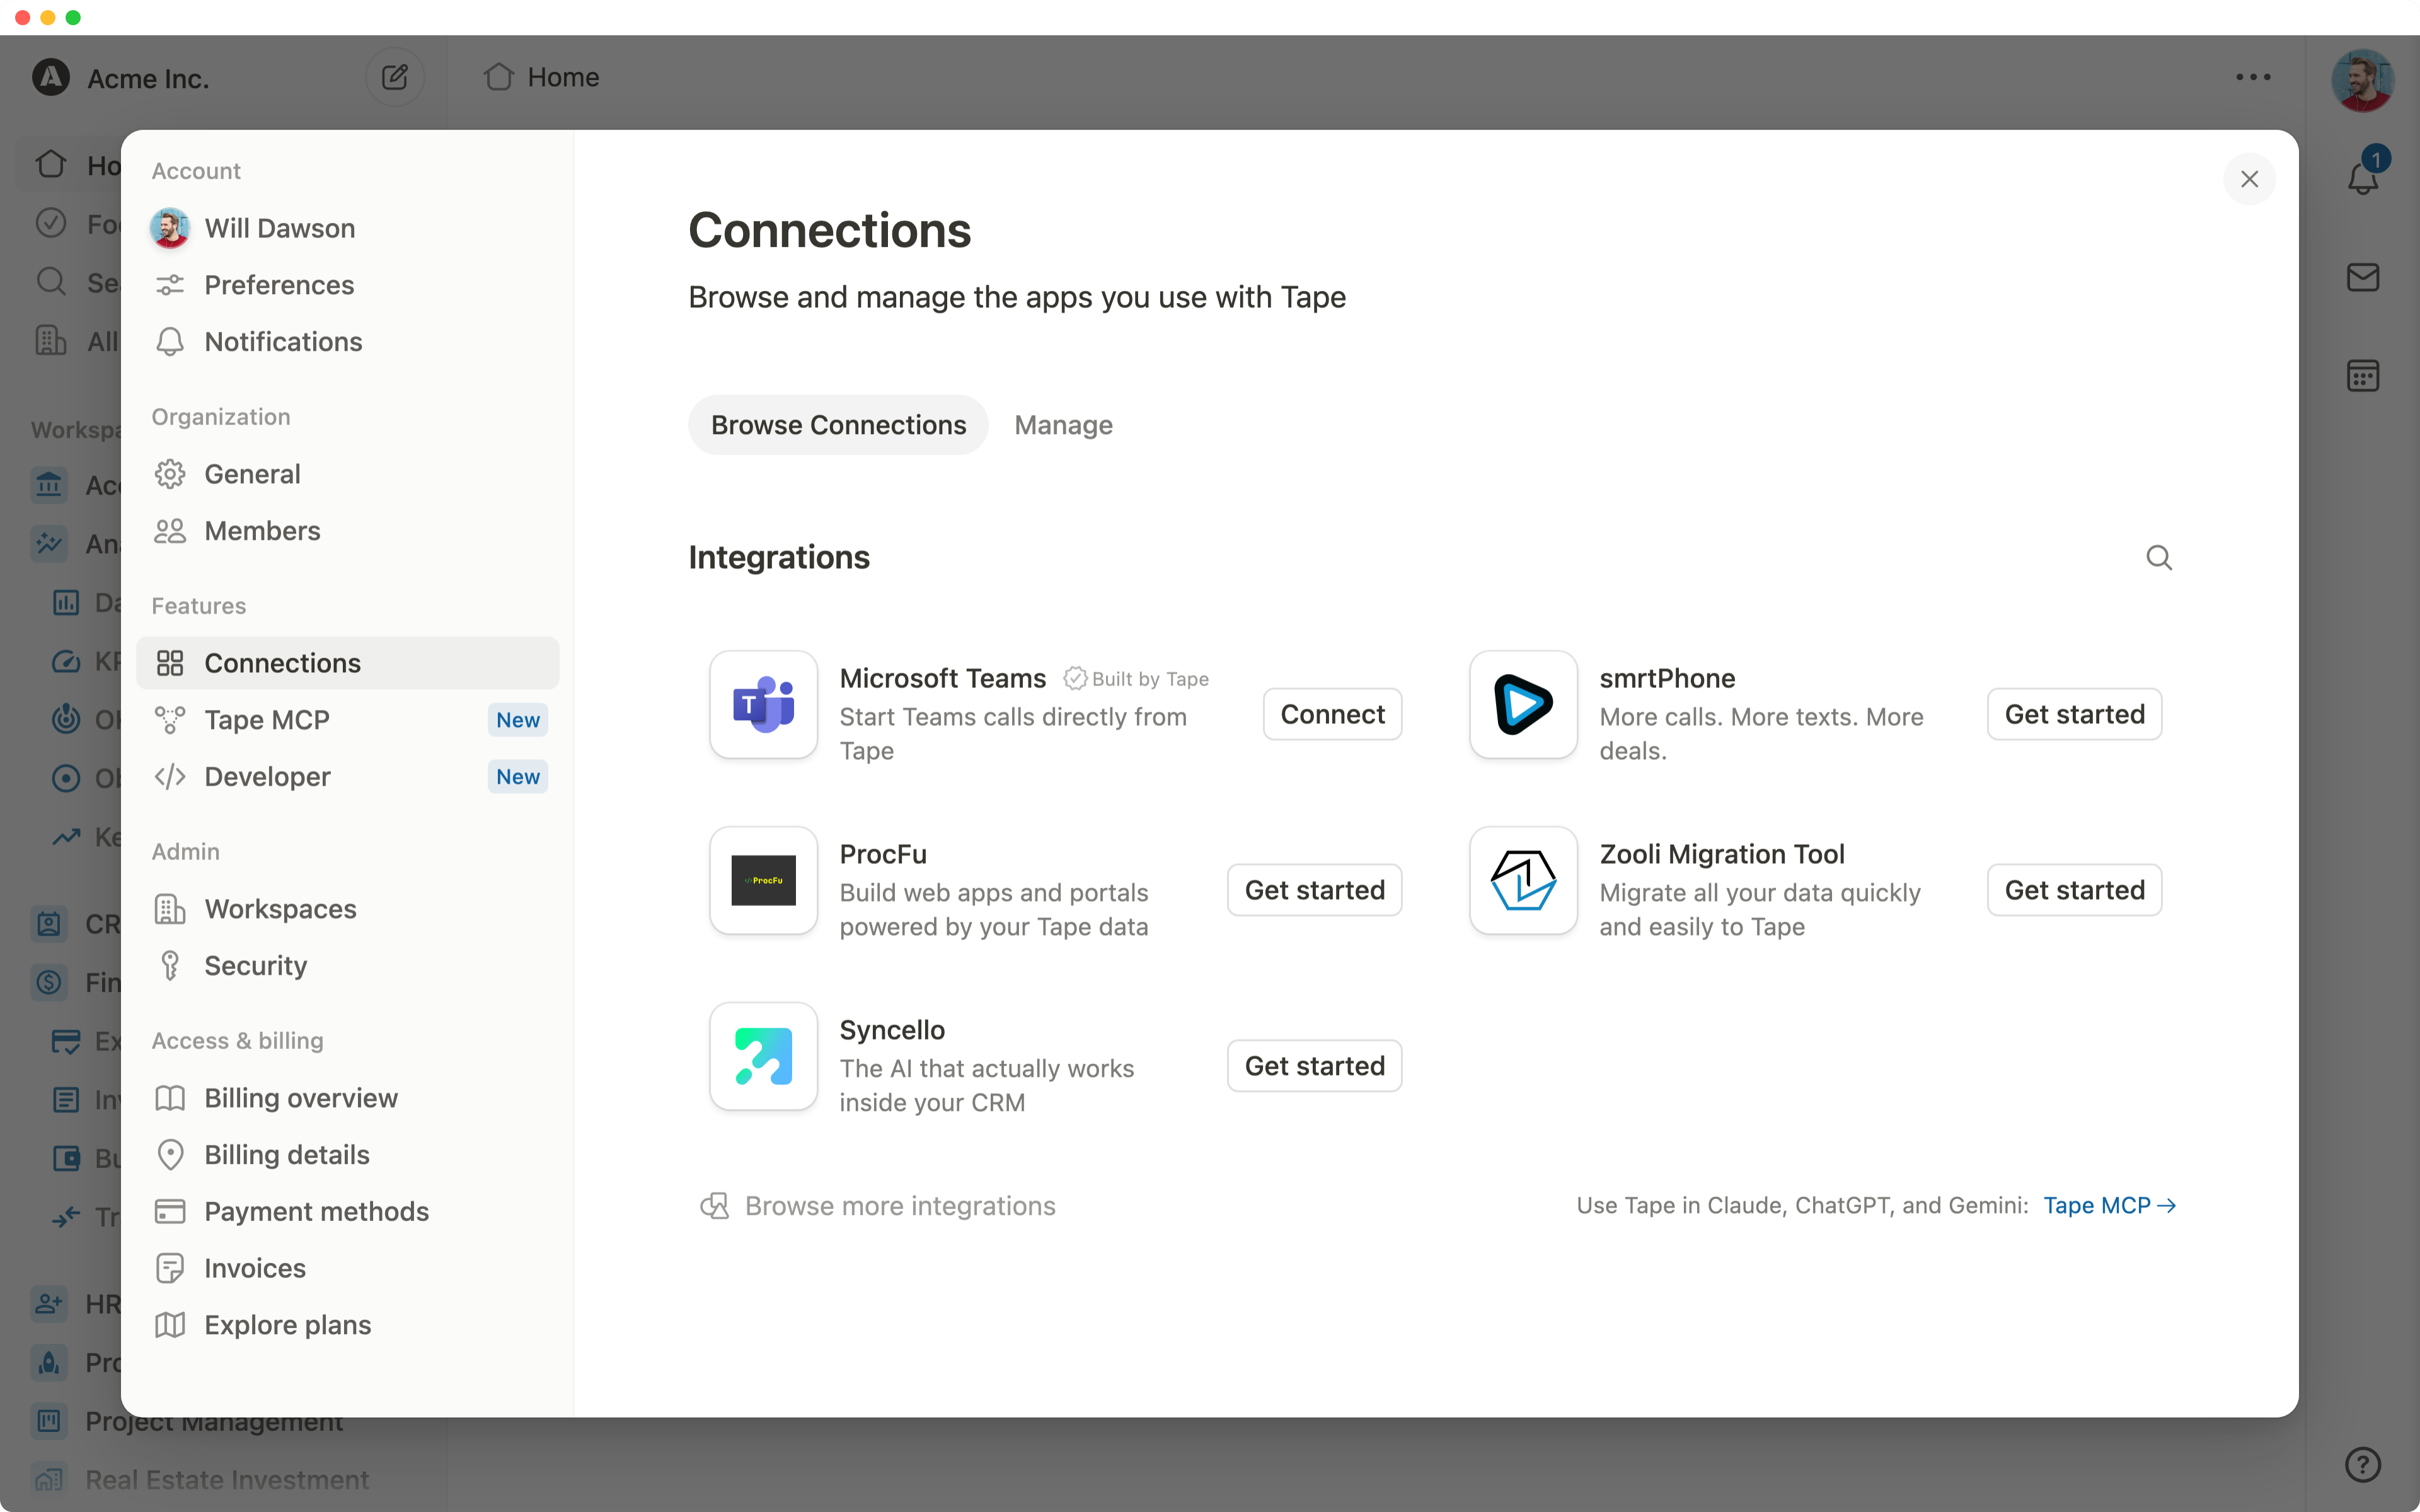 Acme Inc.
Home
1
Account
Will Dawson
Preferences
Notifications
Organization
General
Members
Features
Connections
Tape MCP New
Developer New
Admin
Workspaces
Security
Access & billing
Billing overview
Billing details
Payment methods
Invoices
Explore plans
Project Management
Real Estate Investment
Connections
Browse and manage the apps you use with Tape
Browse Connections
Manage
Integrations
Microsoft Teams Built by Tape
Start Teams calls directly from
Tape
Connect
smrtPhone
More calls. More texts. More
deals.
Get started
ProcFu
ProcFu
Build web apps and portals
powered by your Tape data
Get started
Zooli Migration Tool
Migrate all your data quickly
and easily to Tape
Get started
Syncello
The AI that actually works
inside your CRM
Get started
Browse more integrations
Use Tape in Claude, ChatGPT, and Gemini: Tape MCP →